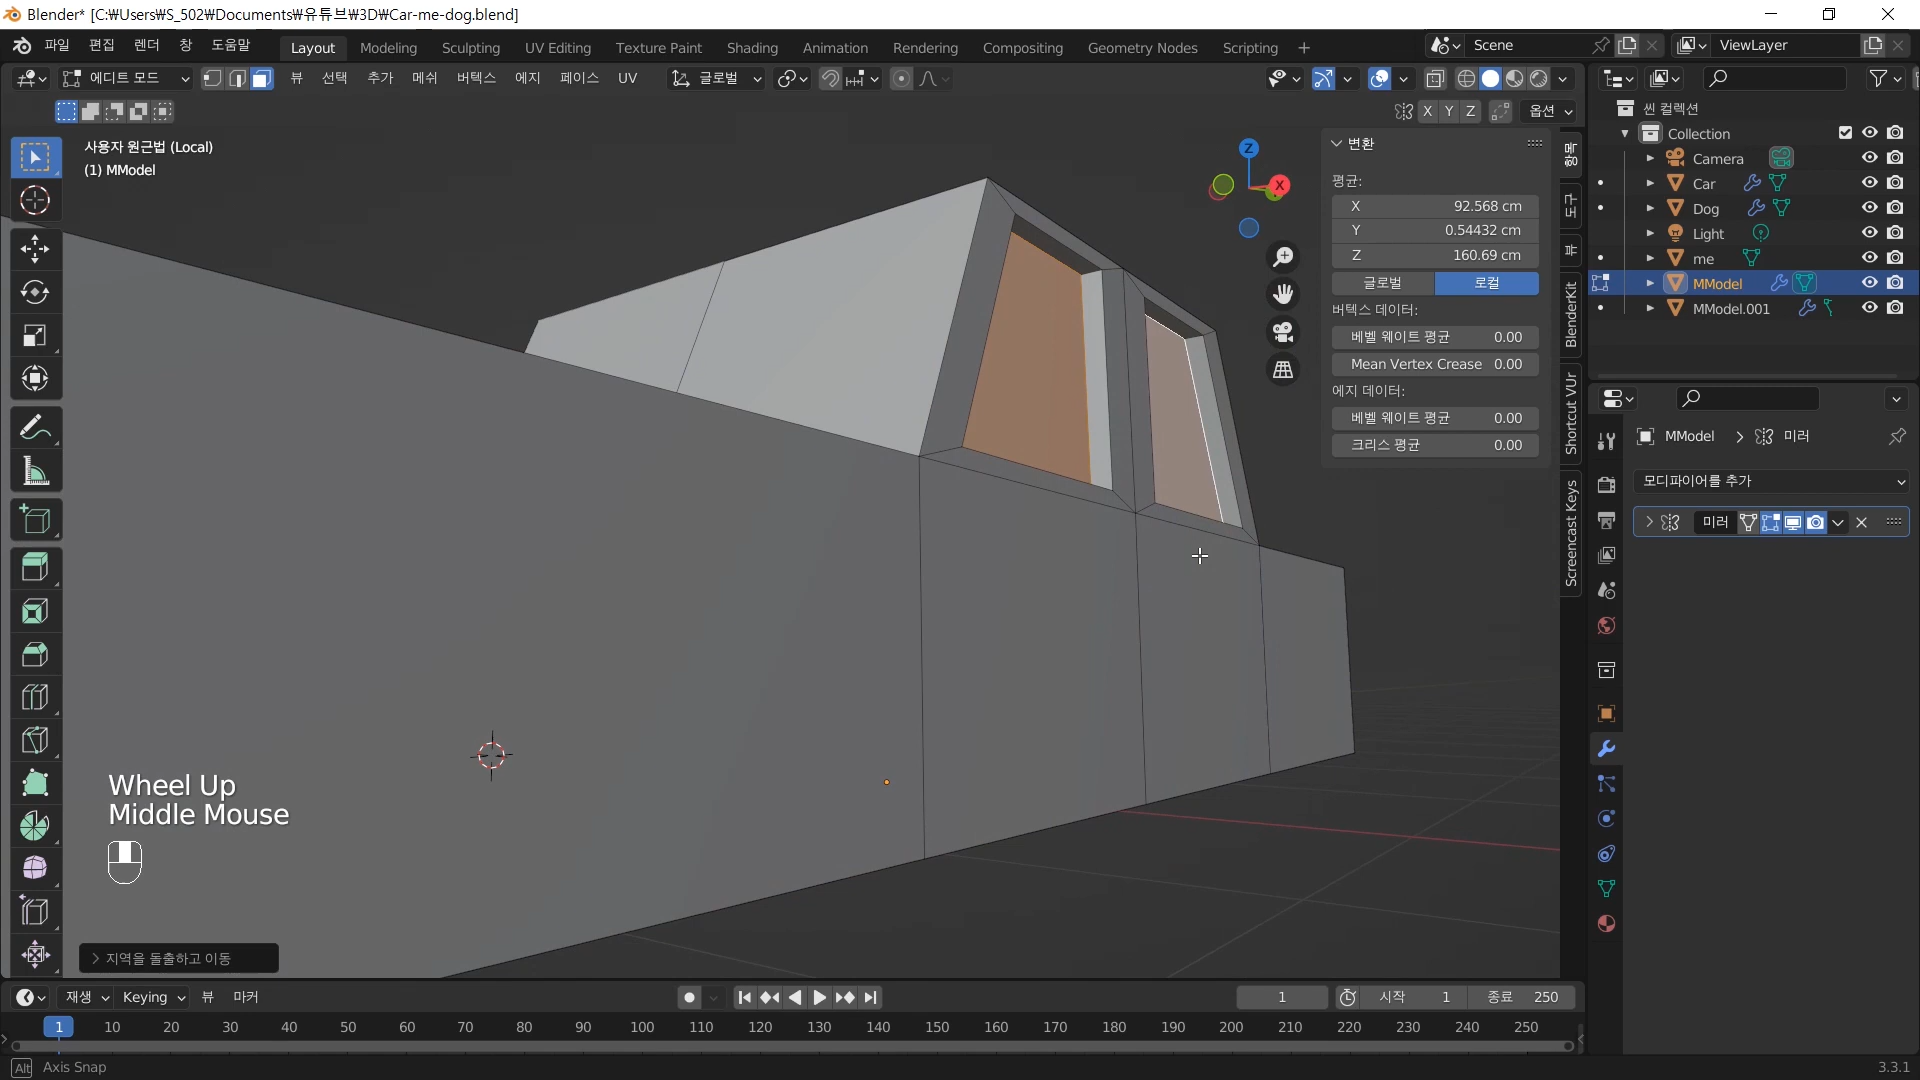 Blender* [C:₩Users₩S_502₩Documents₩유튜브₩3D₩Car-me-dog.blend]
파일 편집 렌더 창 도움말 Layout Modeling Sculpting UV Editing Texture Paint Shading Animation Rendering Compositing Geometry Nodes Scripting + Scene ViewLayer
에디트 모드 뷰 선택 추가 메쉬 버텍스 에지 페이스 UV 글로벌
X Y Z 옵션
사용자 원근법 (Local)
(1) MModel
Z
X
변환
평균:
X 92.568 cm
Y 0.54432 cm
Z 160.69 cm
글로벌 로컬
버텍스 데이터:
베벨 웨이트 평균 0.00
Mean Vertex Crease 0.00
에지 데이터:
베벨 웨이트 평균 0.00
크리스 평균 0.00
항목
도구
뷰
BlenderKit
Shortcut VUr
Screencast Keys
씬 컬렉션
Collection
Camera
Car
Dog
Light
me
MModel
MModel.001
MModel > 미러
모디파이어를 추가
미러
Wheel Up
Middle Mouse
지역을 돌출하고 이동
재생 Keying 뷰 마커 1 시작 1 종료 250
1 10 20 30 40 50 60 70 80 90 100 110 120 130 140 150 160 170 180 190 200 210 220 230 240 250
Alt Axis Snap 3.3.1